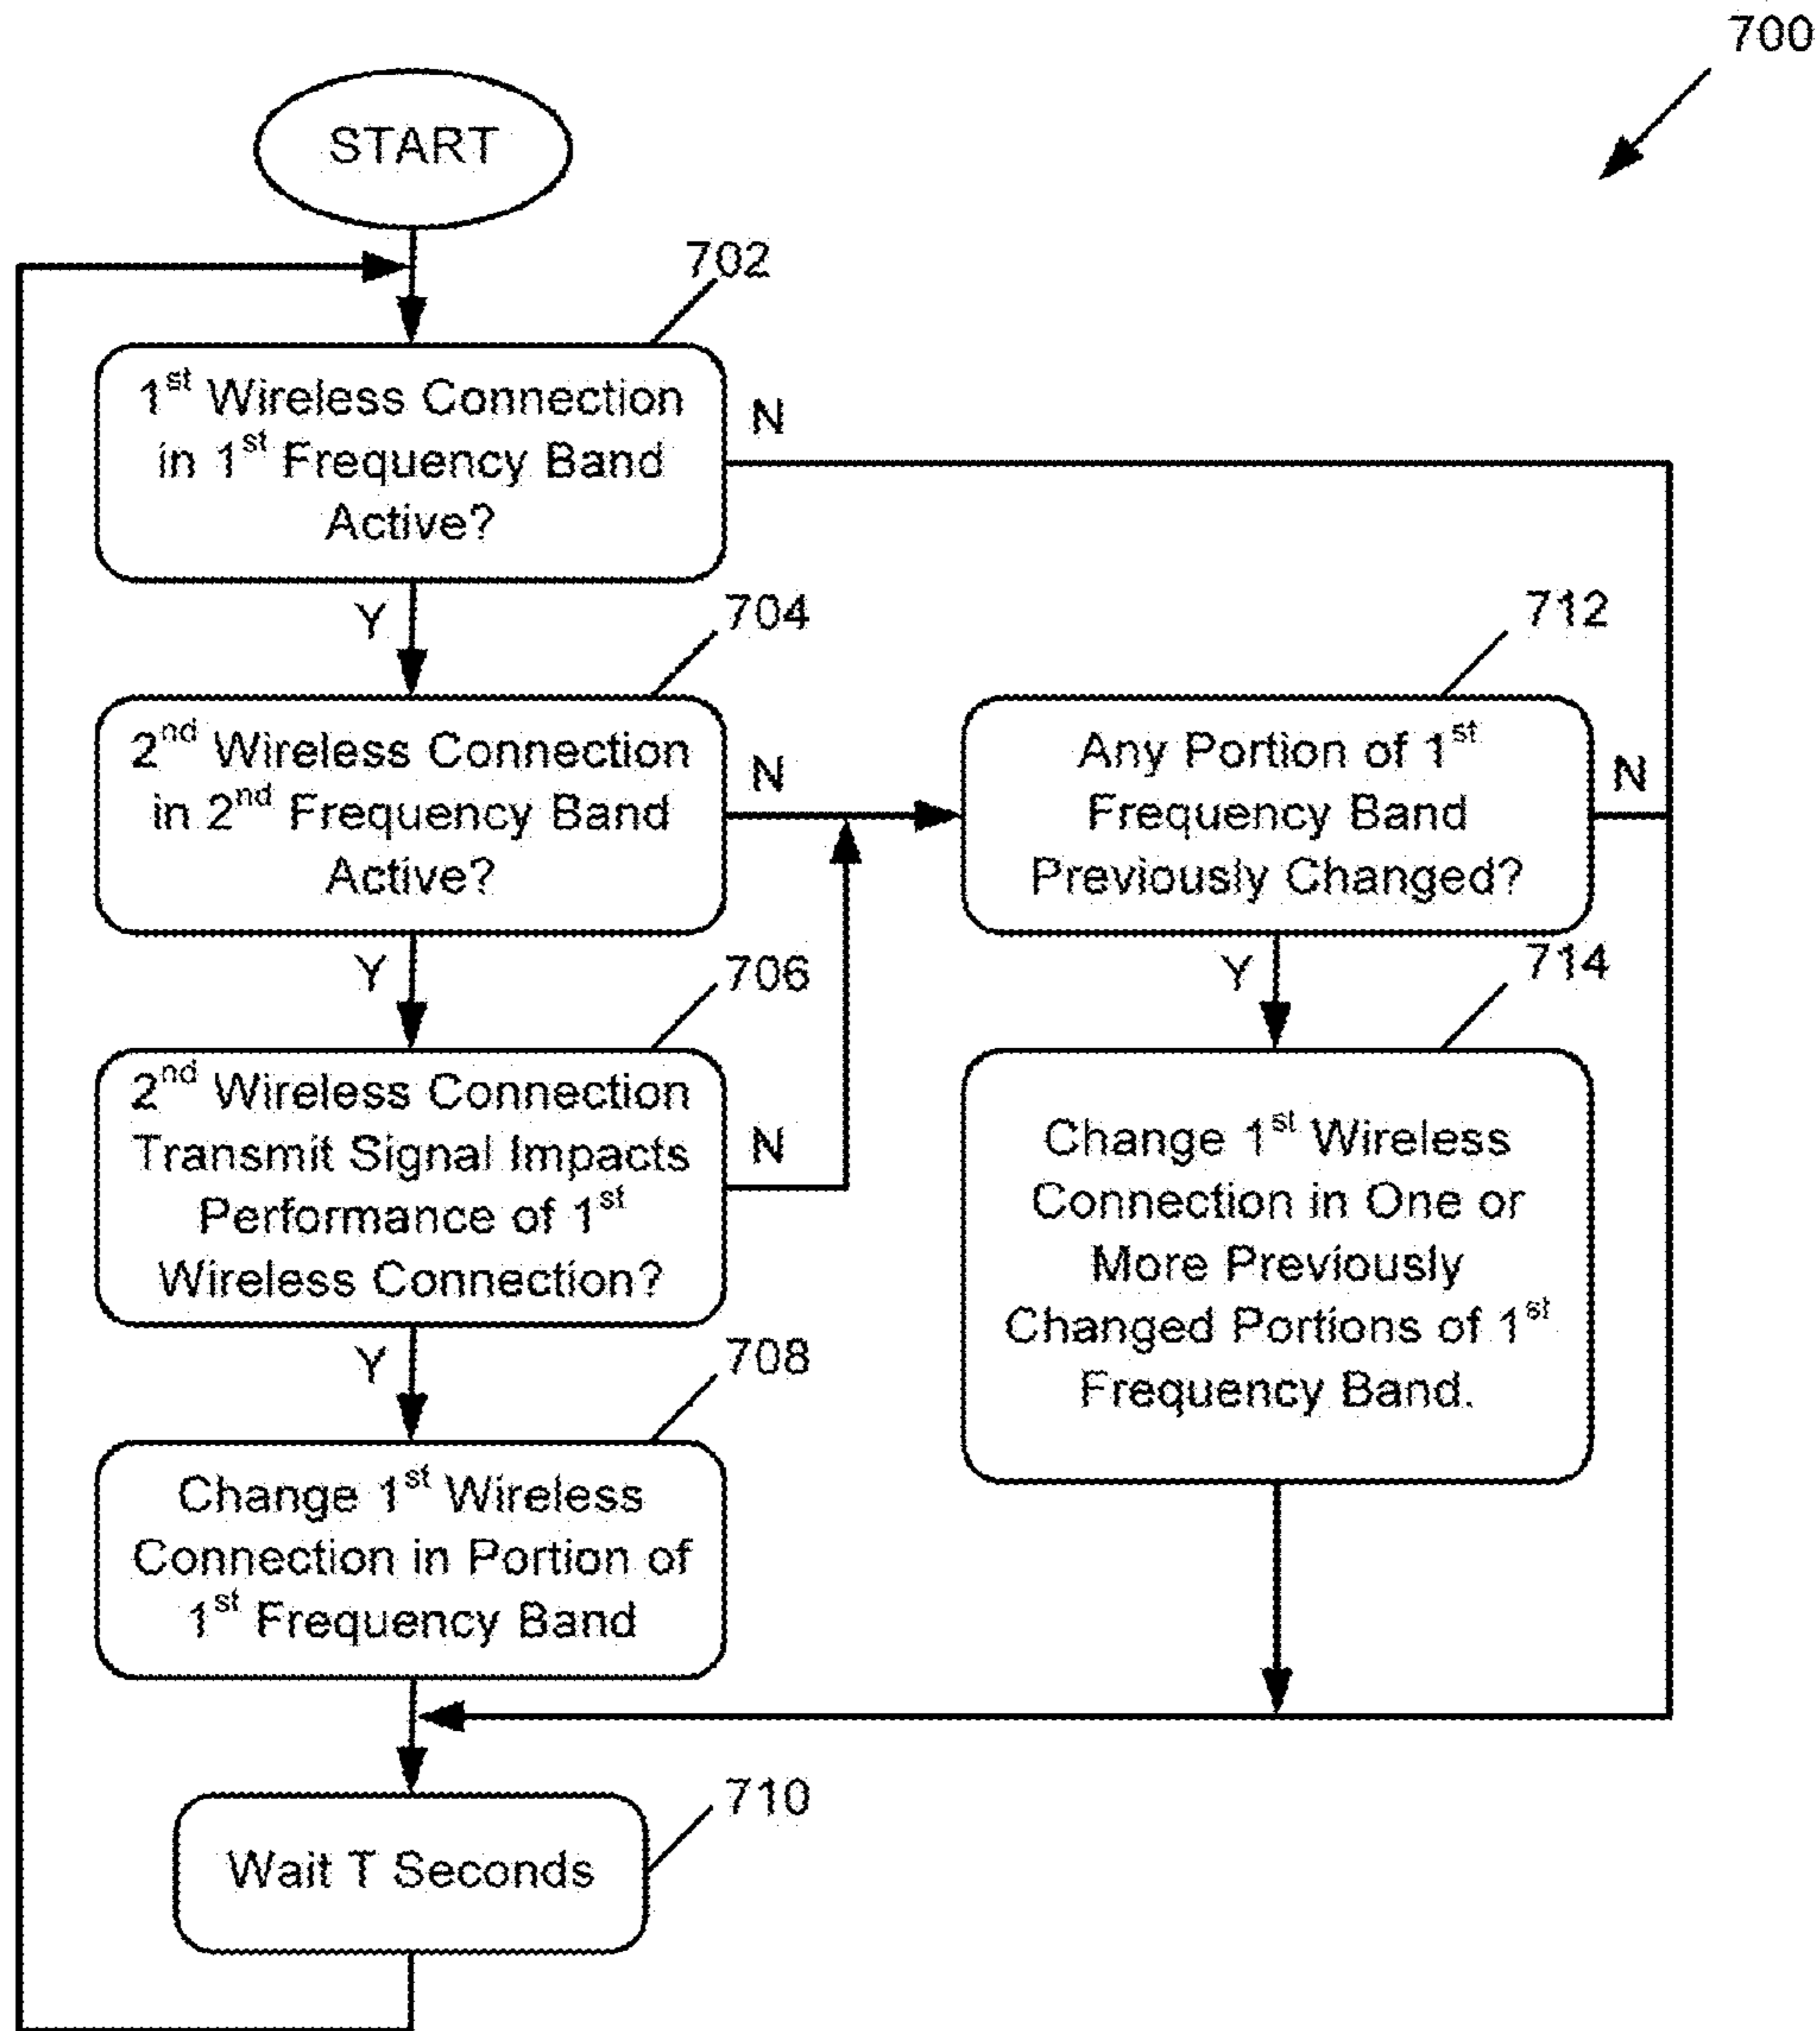 700
START
702
1st Wireless Connection
in 1st Frequency Band
Active?
N
Y
704
2nd Wireless Connection
in 2nd Frequency Band
Active?
N
712
Any Portion of 1st
Frequency Band
Previously Changed?
N
Y
706
2nd Wireless Connection
Transmit Signal Impacts
Performance of 1st
Wireless Connection?
N
Y
714
Change 1st Wireless
Connection in One or
More Previously
Changed Portions of 1st
Frequency Band.
Y
708
Change 1st Wireless
Connection in Portion of
1st Frequency Band
710
Wait T Seconds